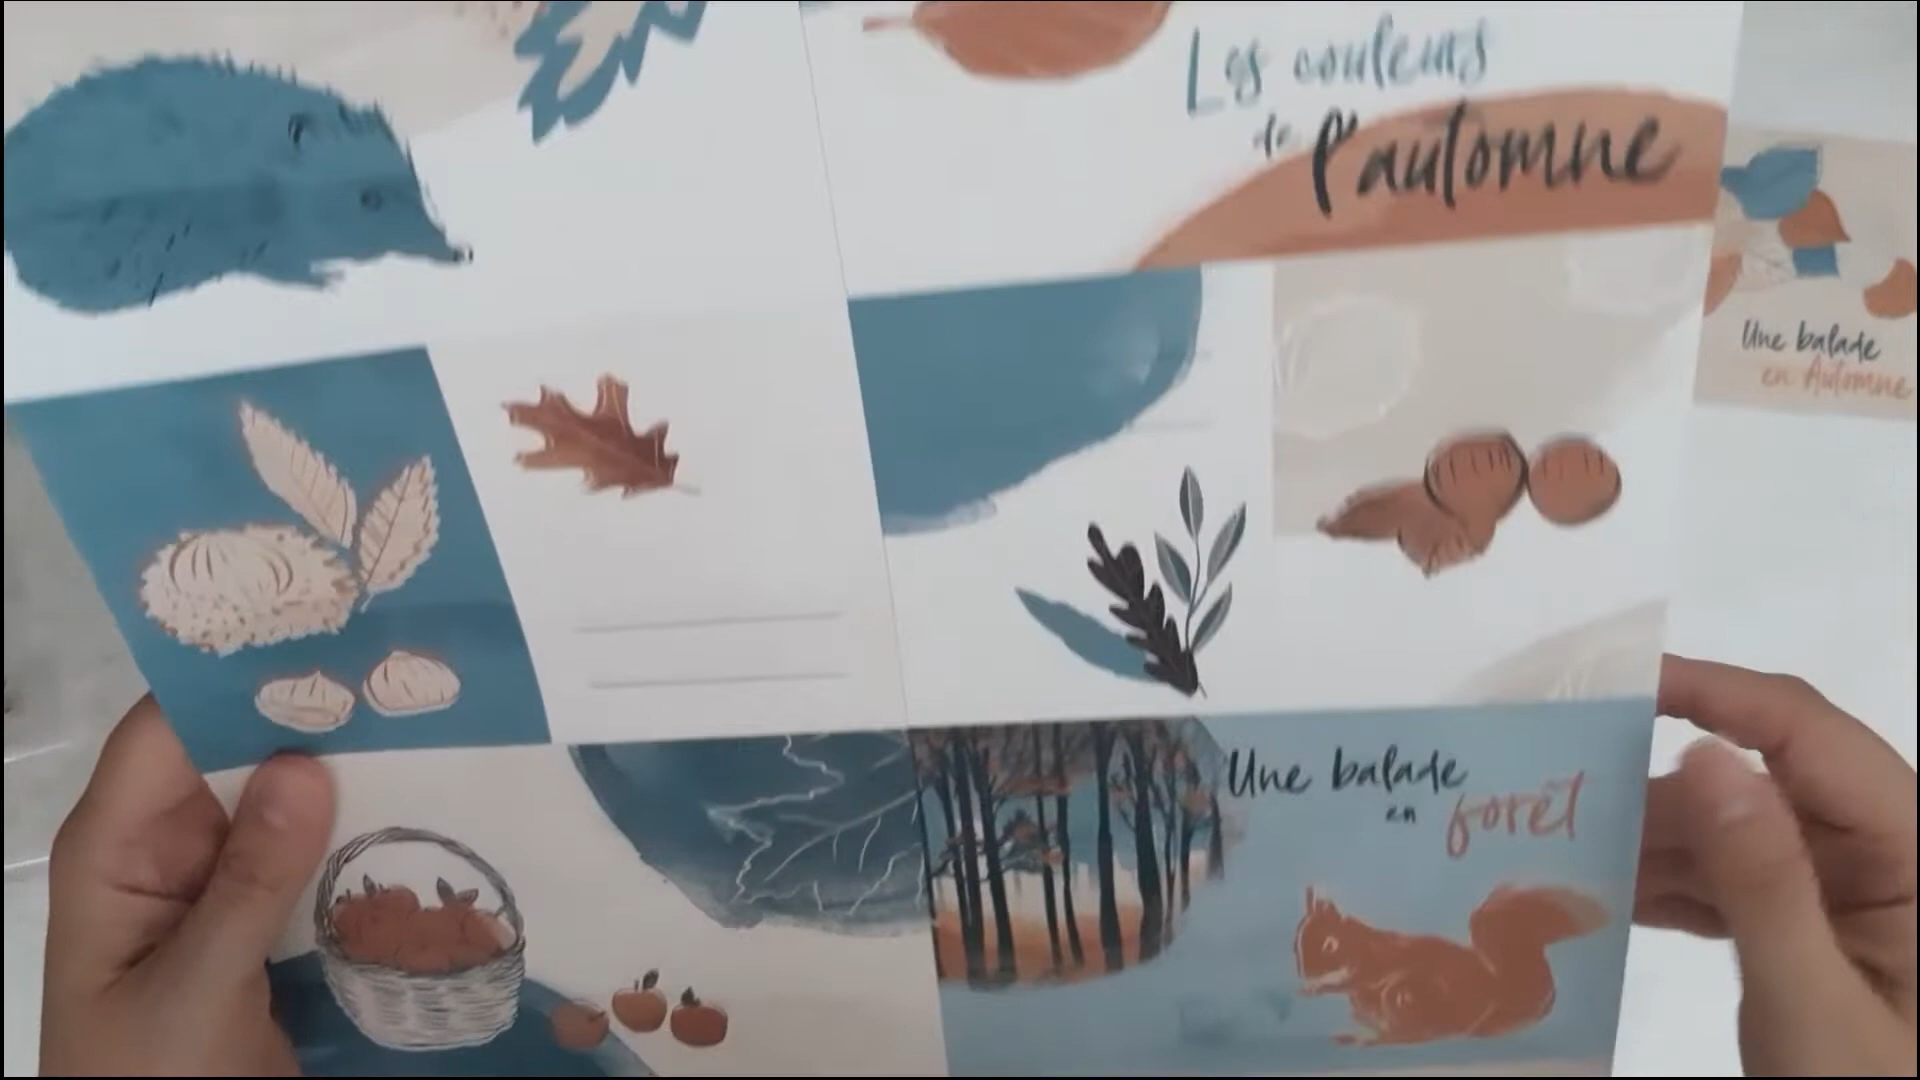 Les couleurs
de l'automne
Une balade
en Automne
Une balade
en forêt